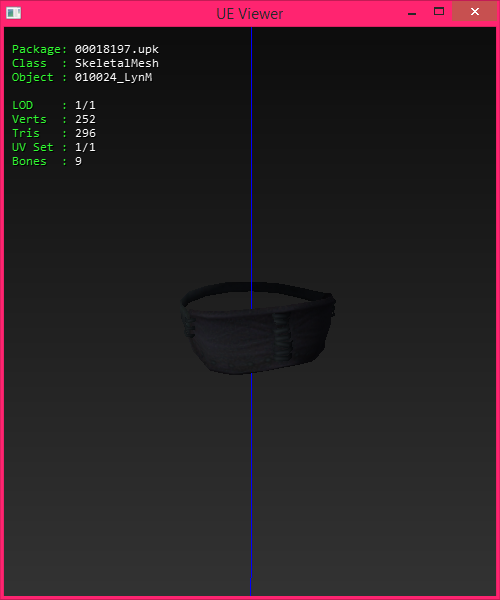 UE Viewer
Package: 00018197.upk
Class : SkeletalMesh
Object : 010024_LynM
LOD : 1/1
Verts : 252
Tris : 296
UV Set : 1/1
Bones : 9